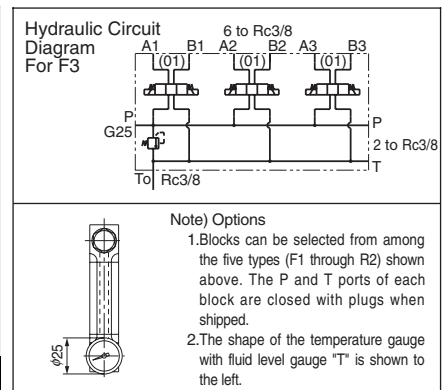 Hydraulic Circuit
Diagram
For F3
6 to Rc3/8
A1 B1 A2 B2 A3 B3
(01) (01) (01)
P P
G25
2 to Rc3/8
T
To Rc3/8
Note) Options
1.Blocks can be selected from among
the five types (F1 through R2) shown
above. The P and T ports of each
block are closed with plugs when
shipped.
2.The shape of the temperature gauge
with fluid level gauge "T" is shown to
the left.
φ25